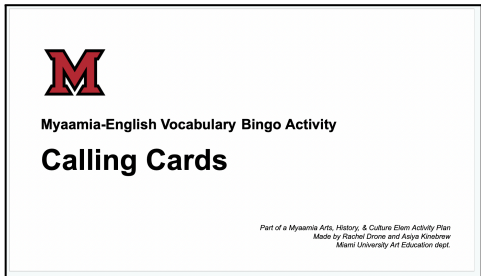 M
Myaamia-English Vocabulary Bingo Activity
Calling Cards
Part of a Myaamia Arts, History, & Culture Elem Activity Plan
Made by Rachel Drone and Asiya Kinebrew
Miami University Art Education dept.